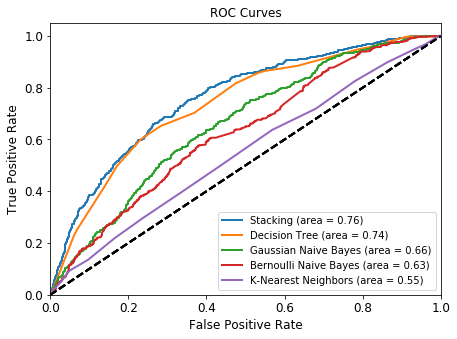 ROC Curves
True Positive Rate
1.0
0.8
0.6
0.4
0.2
0.0
Stacking (area = 0.76)
Decision Tree (area = 0.74)
Gaussian Naive Bayes (area = 0.66)
Bernoulli Naive Bayes (area = 0.63)
K-Nearest Neighbors (area = 0.55)
0.0 0.2 0.4 0.6 0.8 1.0
False Positive Rate